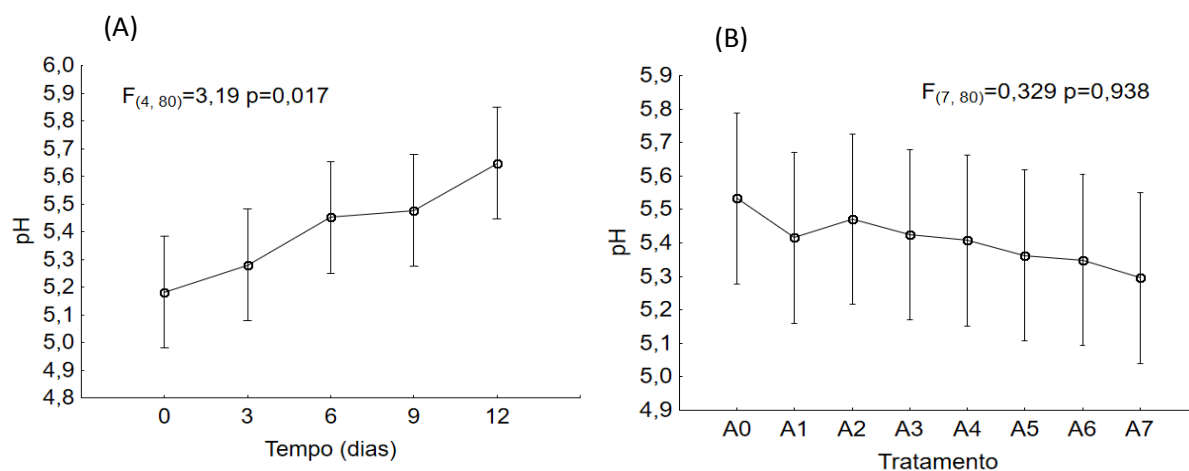 (A)
6,0
5,9
5,8
5,7
5,6
5,5
5,4
5,3
5,2
5,1
5,0
4,9
4,8
pH
F(4, 80)=3,19 p=0,017
0 3 6 9 12
Tempo (dias)
(B)
5,9
5,8
5,7
5,6
5,5
5,4
5,3
5,2
5,1
5,0
4,9
pH
F(7, 80)=0,329 p=0,938
A0 A1 A2 A3 A4 A5 A6 A7
Tratamento